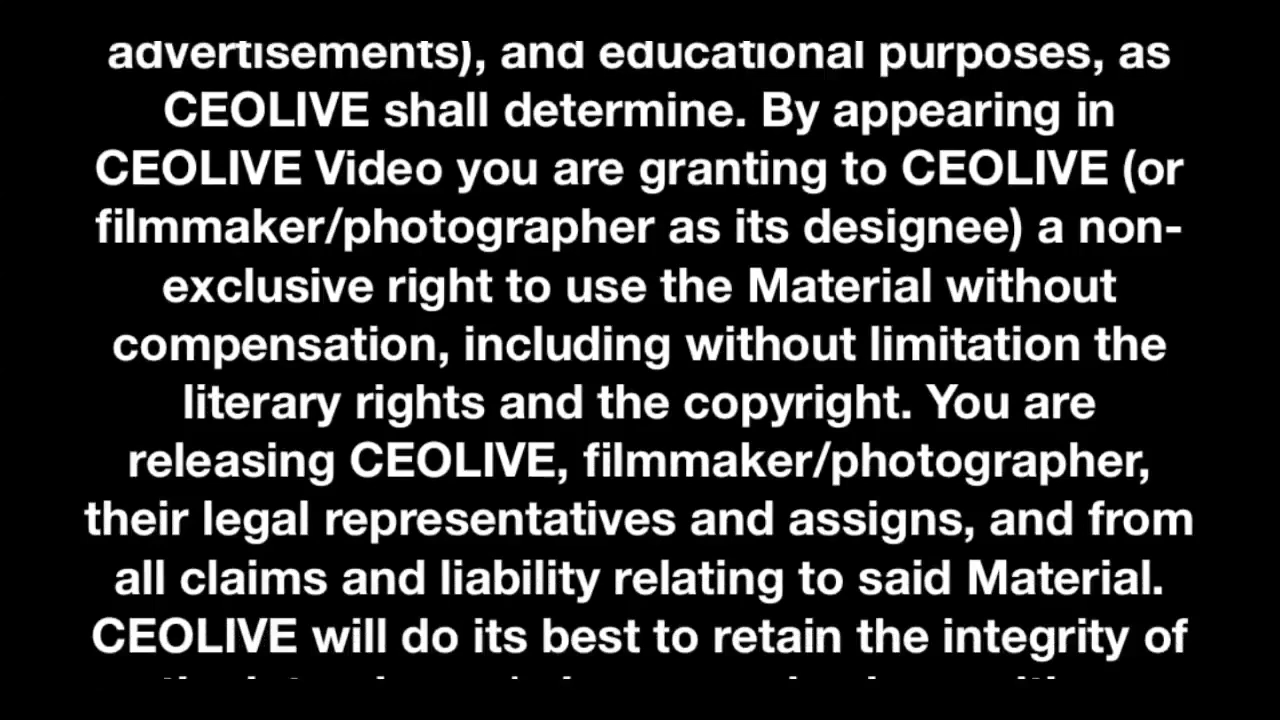 advertisements), and educational purposes, as
CEOLIVE shall determine. By appearing in
CEOLIVE Video you are granting to CEOLIVE (or
filmmaker/photographer as its designee) a non-
exclusive right to use the Material without
compensation, including without limitation the
literary rights and the copyright. You are
releasing CEOLIVE, filmmaker/photographer,
their legal representatives and assigns, and from
all claims and liability relating to said Material.
CEOLIVE will do its best to retain the integrity of